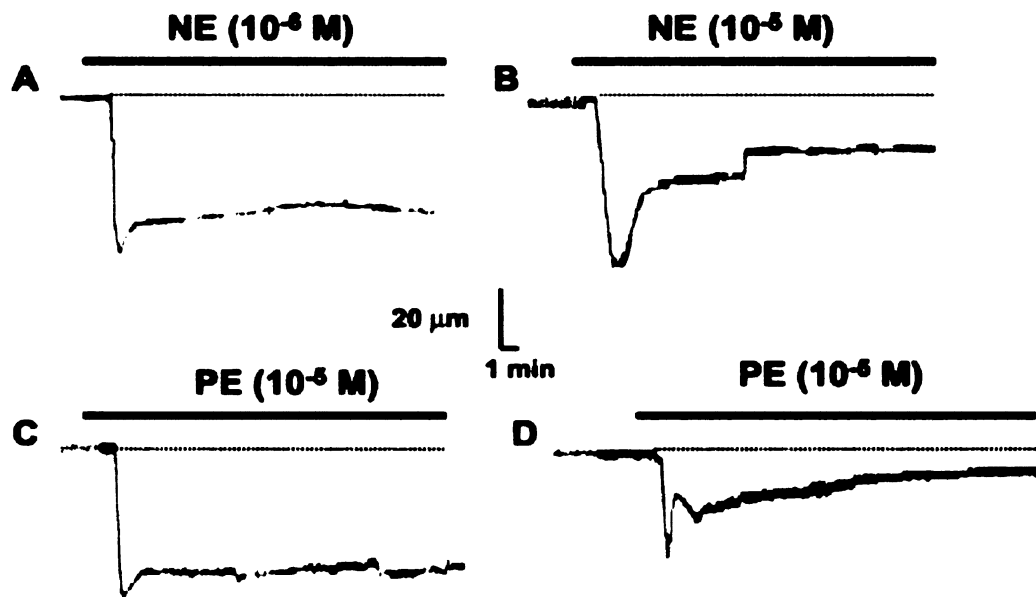 NE (10⁻⁶ M)
NE (10⁻⁵ M)
A
B
20 µm
1 min
PE (10⁻⁵ M)
PE (10⁻⁵ M)
C
D